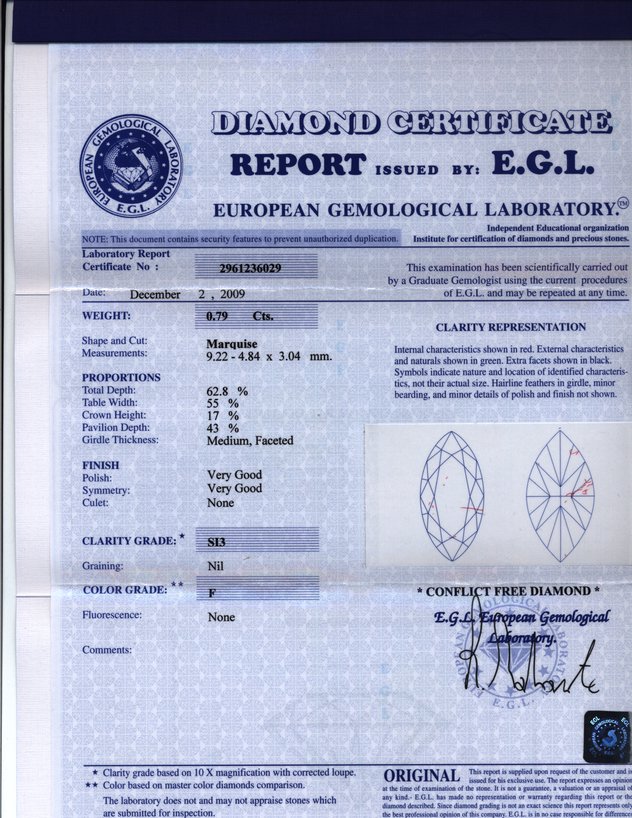 EUROPEAN GEMOLOGICAL LABORATORY
E.G.L.
DIAMOND CERTIFICATE
REPORT ISSUED BY: E.G.L.
EUROPEAN GEMOLOGICAL LABORATORY.™
Independent Educational organization
NOTE: This document contains security features to prevent unauthorized duplication.
Institute for certification of diamonds and precious stones.
Laboratory Report
Certificate No : 2961236029
This examination has been scientifically carried out
by a Graduate Gemologist using the current procedures
of E.G.L. and may be repeated at any time.
Date: December 2 , 2009
WEIGHT: 0.79 Cts.
Shape and Cut: Marquise
Measurements: 9.22 - 4.84 x 3.04 mm.
PROPORTIONS
Total Depth: 62.8 %
Table Width: 55 %
Crown Height: 17 %
Pavilion Depth: 43 %
Girdle Thickness: Medium, Faceted
FINISH
Polish: Very Good
Symmetry: Very Good
Culet: None
CLARITY GRADE: * SI3
Graining: Nil
COLOR GRADE: ** F
Fluorescence: None
Comments:
CLARITY REPRESENTATION
Internal characteristics shown in red. External characteristics
and naturals shown in green. Extra facets shown in black.
Symbols indicate nature and location of identified characteris-
tics, not their actual size. Hairline feathers in girdle, minor
bearding, and minor details of polish and finish not shown.
* CONFLICT FREE DIAMOND *
E.G.L. European Gemological
Laboratory.
E.G.L.
EGL
★ Clarity grade based on 10 X magnification with corrected loupe.
★★ Color based on master color diamonds comparison.
The laboratory does not and may not appraise stones which
are submitted for inspection.
ORIGINAL This report is supplied upon request of the customer and is
issued for his exclusive use. The report expresses an opinion
at the time of examination of the stone. It is not a guarantee, a valuation or an appraisal of
any kind.- E.G.L. has made no representation or warranty regarding this report or the
diamond described. Since diamond grading is not an exact science this report represents only
the best professional opinion of this company. E.G.L. is in no case responsible for difference